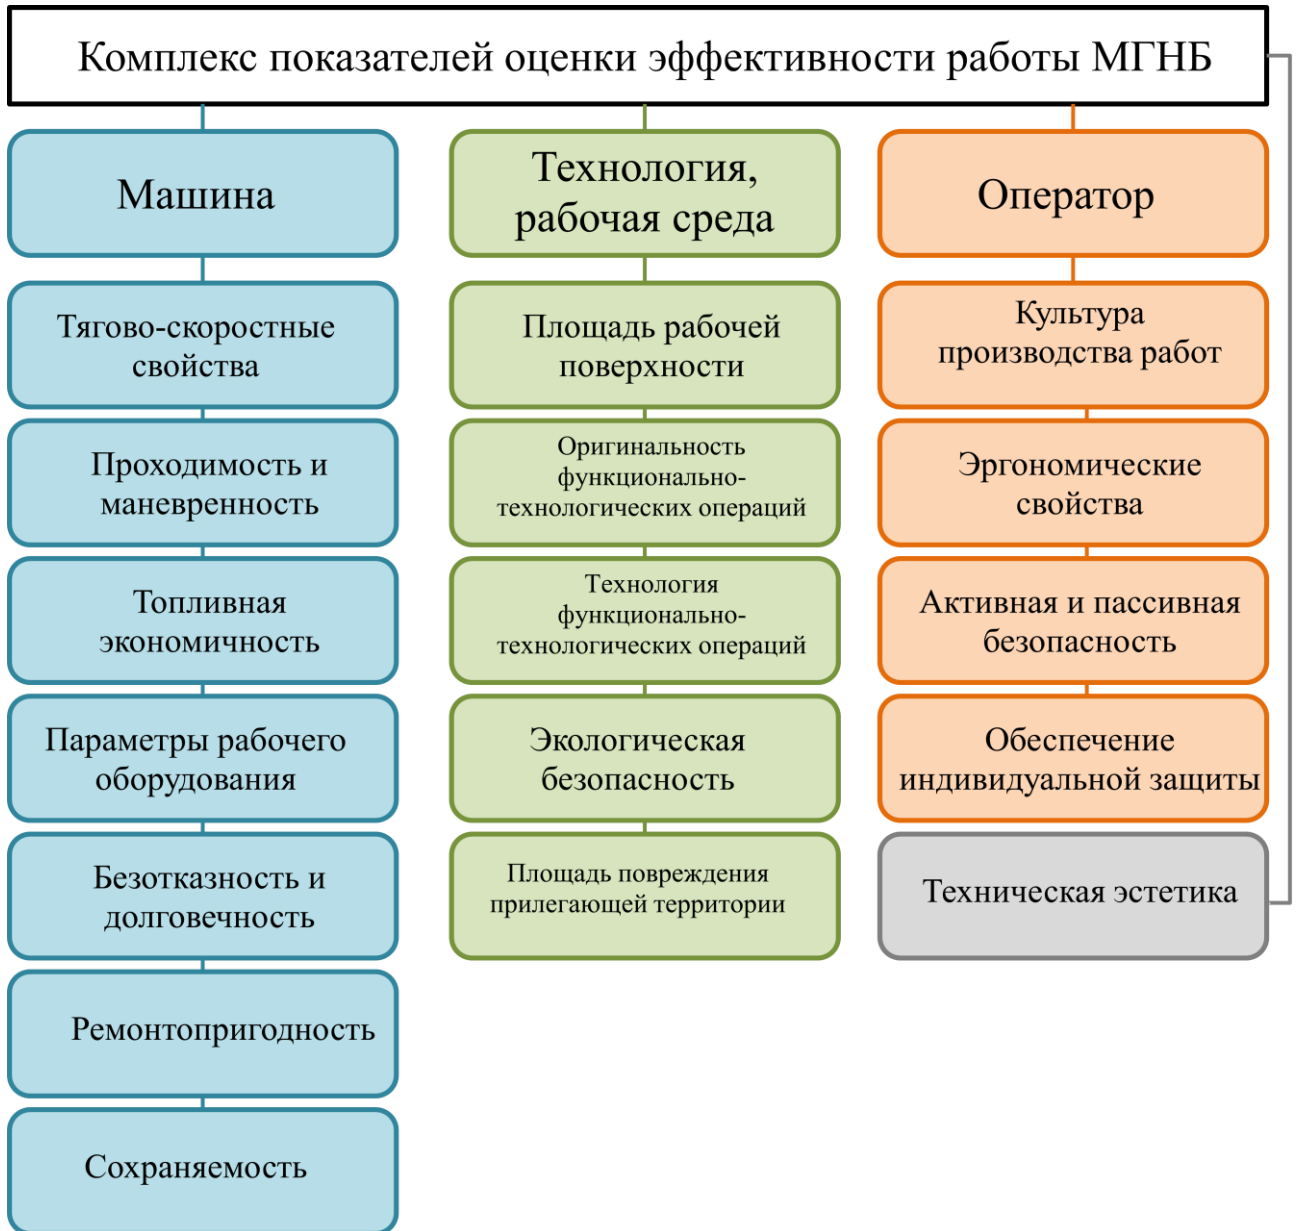 Комплекс показателей оценки эффективности работы МГНБ
Машина
Тягово-скоростные
свойства
Проходимость и
маневренность
Топливная
экономичность
Параметры рабочего
оборудования
Безотказность и
долговечность
Ремонтопригодность
Сохраняемость
Технология,
рабочая среда
Площадь рабочей
поверхности
Оригинальность
функционально-
технологических операций
Технология
функционально-
технологических операций
Экологическая
безопасность
Площадь повреждения
прилегающей территории
Оператор
Культура
производства работ
Эргономические
свойства
Активная и пассивная
безопасность
Обеспечение
индивидуальной защиты
Техническая эстетика